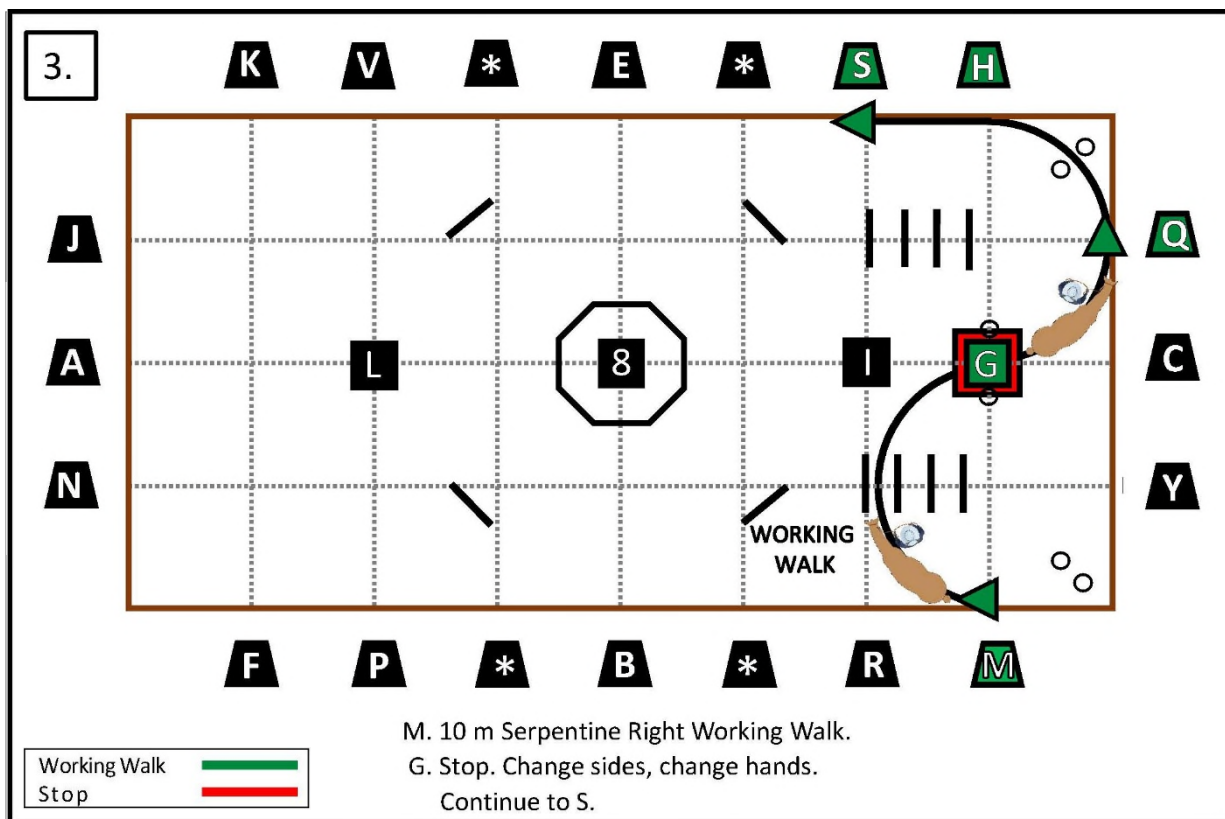 3.
K V * E * S H
J Q
A L 8 I G C
N Y
WORKING
WALK
F P * B * R M
M. 10 m Serpentine Right Working Walk.
G. Stop. Change sides, change hands.
Continue to S.
Working Walk
Stop